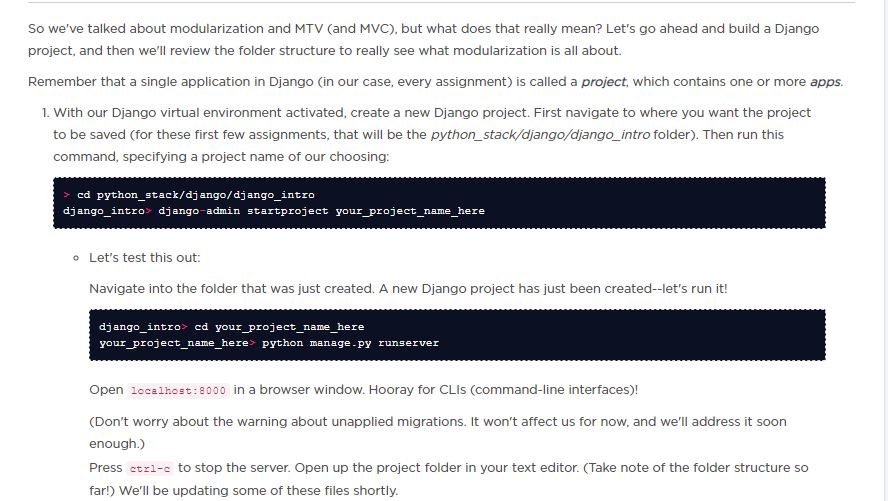 So we've talked about modularization and MTV (and MVC), but what does that really mean? Let's go ahead and build a Django
project, and then we'll review the folder structure to really see what modularization is all about.
Remember that a single application in Django (in our case, every assignment) is called a project, which contains one or more apps.
1. With our Django virtual environment activated, create a new Django project. First navigate to where you want the project
to be saved (for these first few assignments, that will be the python_stack/django/django_intro folder). Then run this
command, specifying a project name of our choosing:
> cd python_stack/django/django_intro
django_intro> django-admin startproject your_project_name_here
○ Let's test this out:
Navigate into the folder that was just created. A new Django project has just been created--let's run it!
django_intro> cd your_project_name_here
your_project_name_here> python manage.py runserver
Open localhost:8000 in a browser window. Hooray for CLIs (command-line interfaces)!
(Don't worry about the warning about unapplied migrations. It won't affect us for now, and we'll address it soon
enough.)
Press ctrl-c to stop the server. Open up the project folder in your text editor. (Take note of the folder structure so
far!) We'll be updating some of these files shortly.